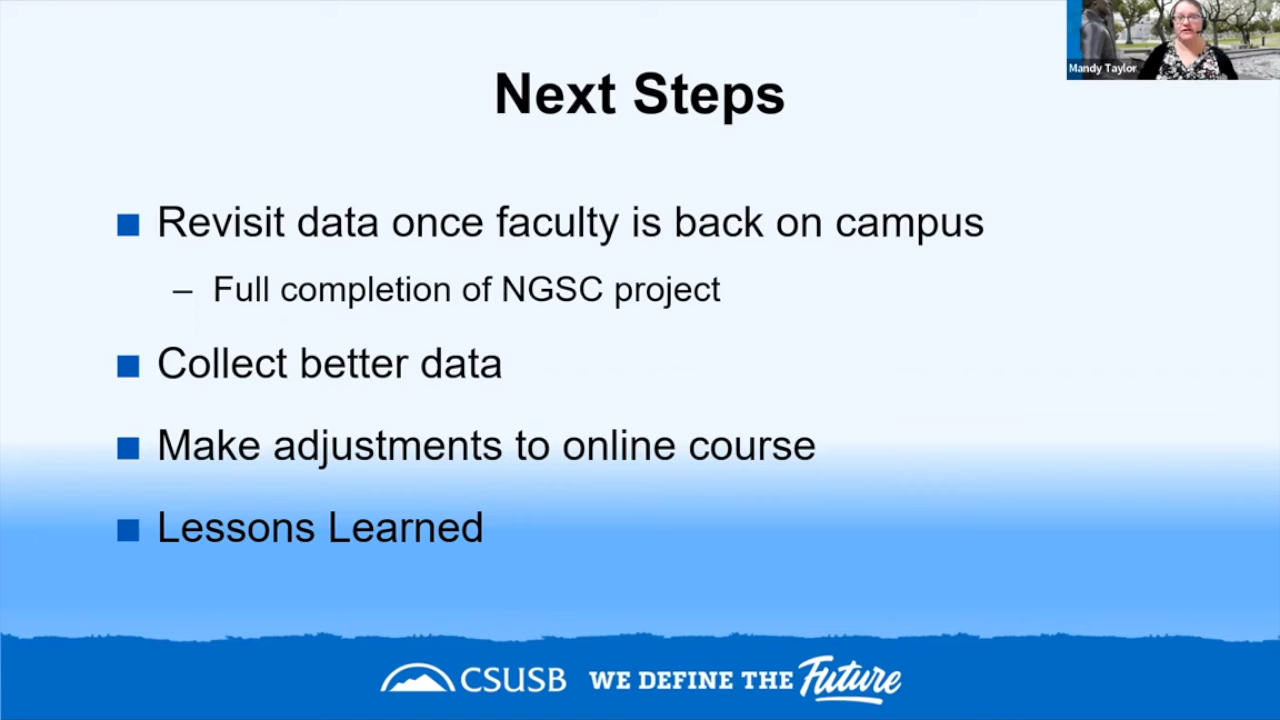 Mandy Taylor
Next Steps
Revisit data once faculty is back on campus
– Full completion of NGSC project
Collect better data
Make adjustments to online course
Lessons Learned
CSUSB WE DEFINE THE Future